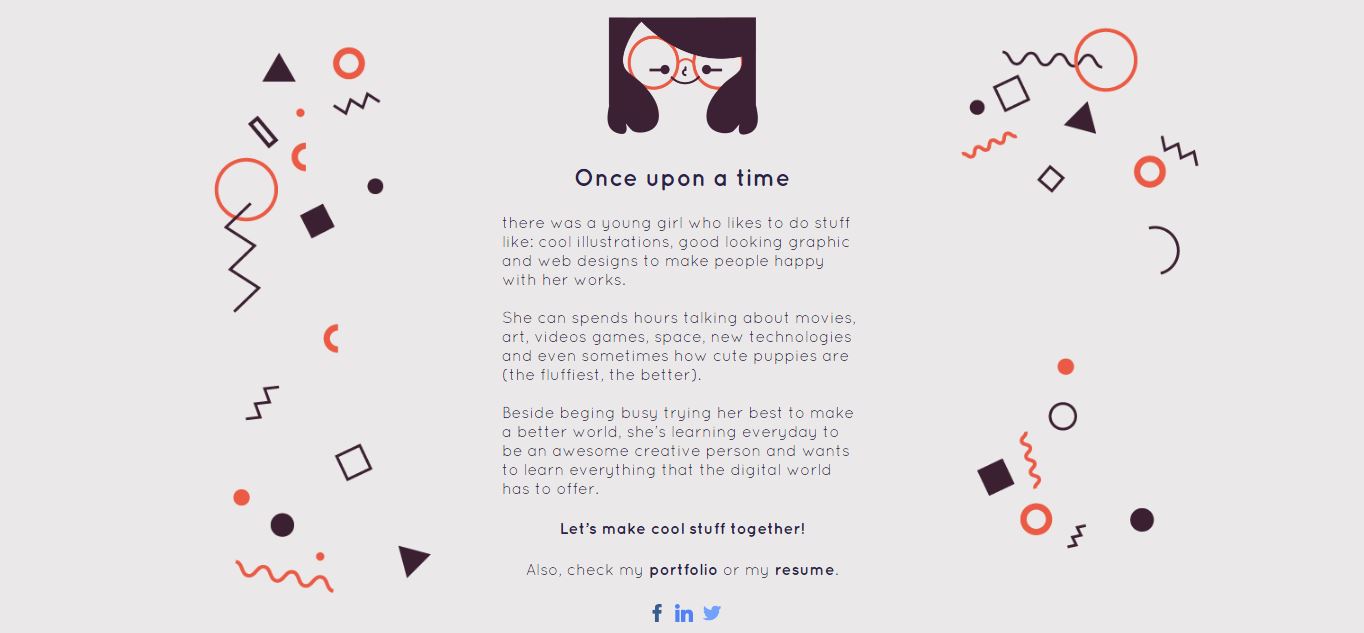 Once upon a time
there was a young girl who likes to do stuff
like: cool illustrations, good looking graphic
and web designs to make people happy
with her works.
She can spends hours talking about movies,
art, videos games, space, new technologies
and even sometimes how cute puppies are
(the fluffiest, the better).
Beside beging busy trying her best to make
a better world, she's learning everyday to
be an awesome creative person and wants
to learn everything that the digital world
has to offer.
Let's make cool stuff together!
Also, check my portfolio or my resume.